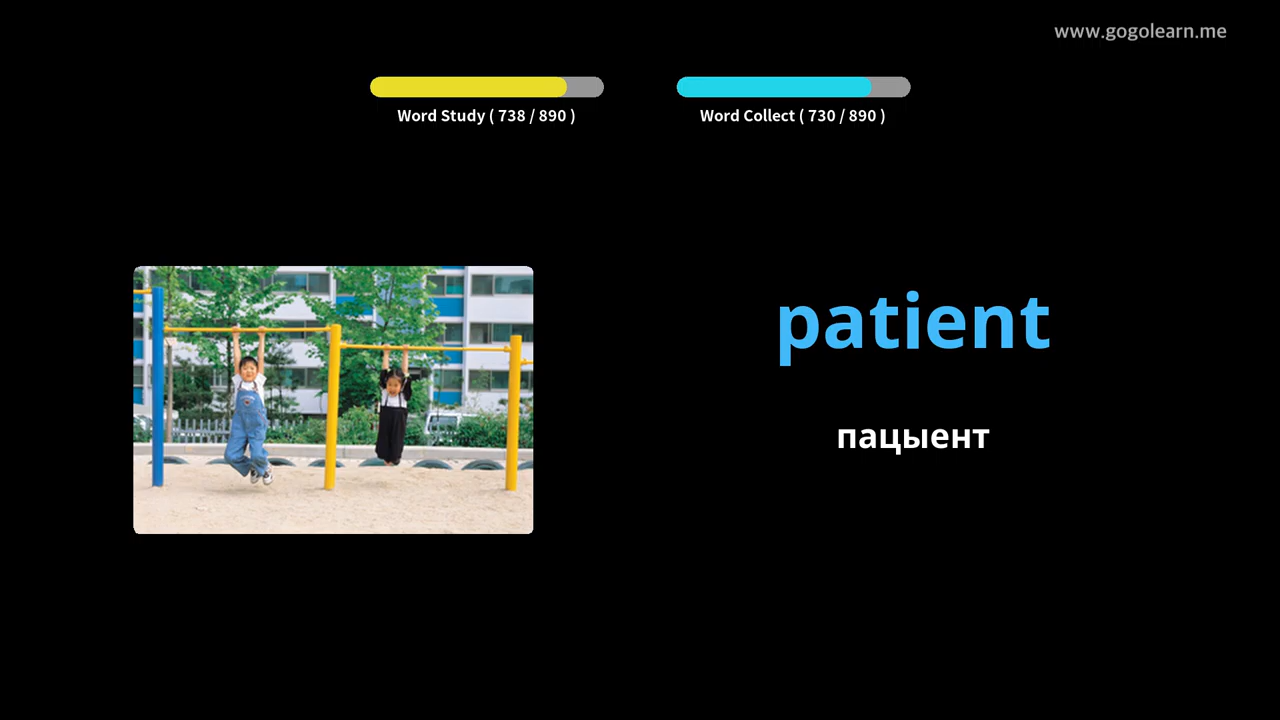 www.gogolearn.me
Word Study ( 738 / 890 )
Word Collect ( 730 / 890 )
patient
пацыент